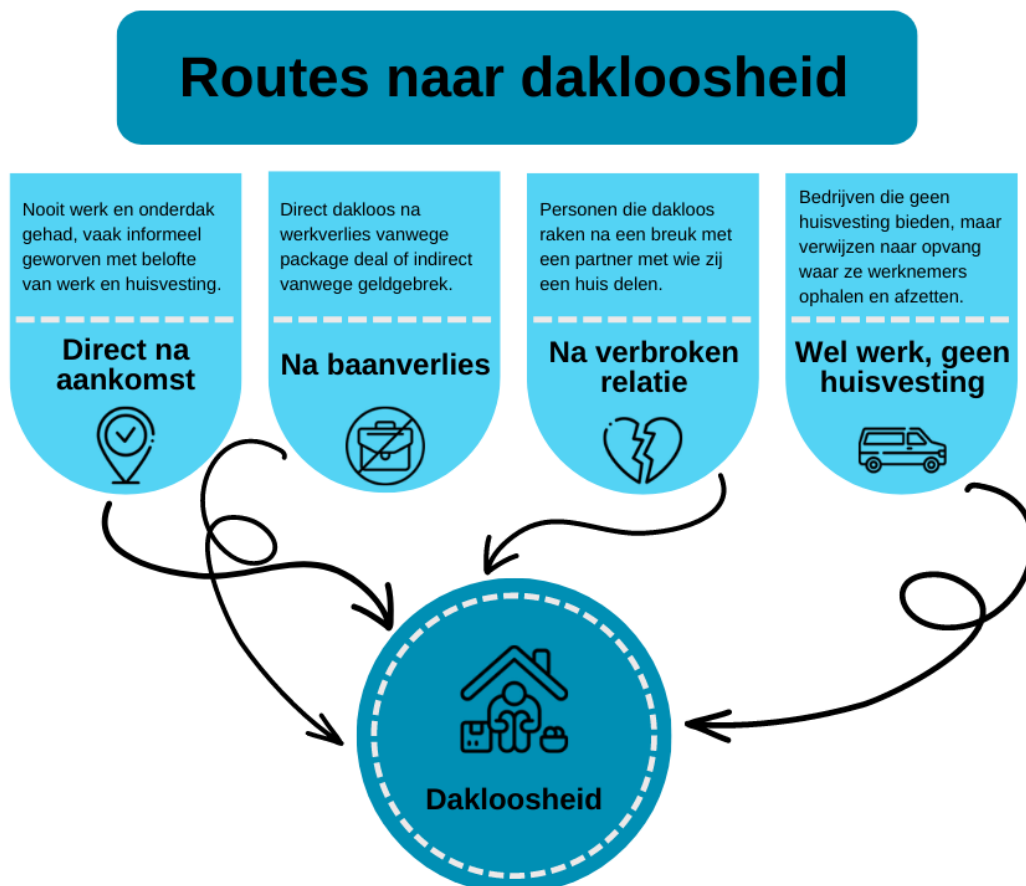 Routes naar dakloosheid
Nooit werk en onderdak
gehad, vaak informeel
geworven met belofte
van werk en huisvesting.
Direct na
aankomst
Direct dakloos na
werkverlies vanwege
package deal of indirect
vanwege geldgebrek.
Na baanverlies
Personen die dakloos
raken na een breuk met
een partner met wie zij
een huis delen.
Na verbroken
relatie
Bedrijven die geen
huisvesting bieden, maar
verwijzen naar opvang
waar ze werknemers
ophalen en afzetten.
Wel werk, geen
huisvesting
Dakloosheid